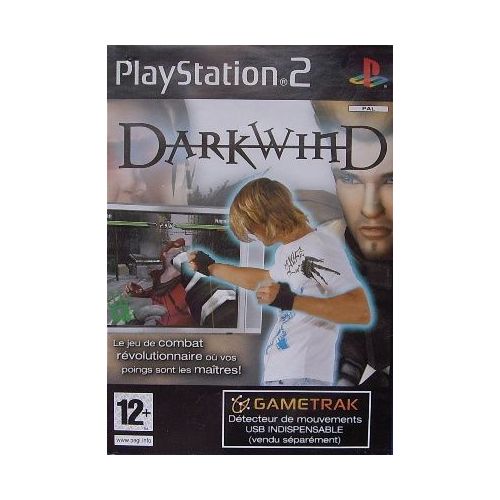 PlayStation®2
PAL
DARKWIND
Le jeu de combat
révolutionnaire où vos
poings sont les maîtres!
12+
www.pegi.info
GAMETRAK
Détecteur de mouvements
USB INDISPENSABLE
(vendu séparément)